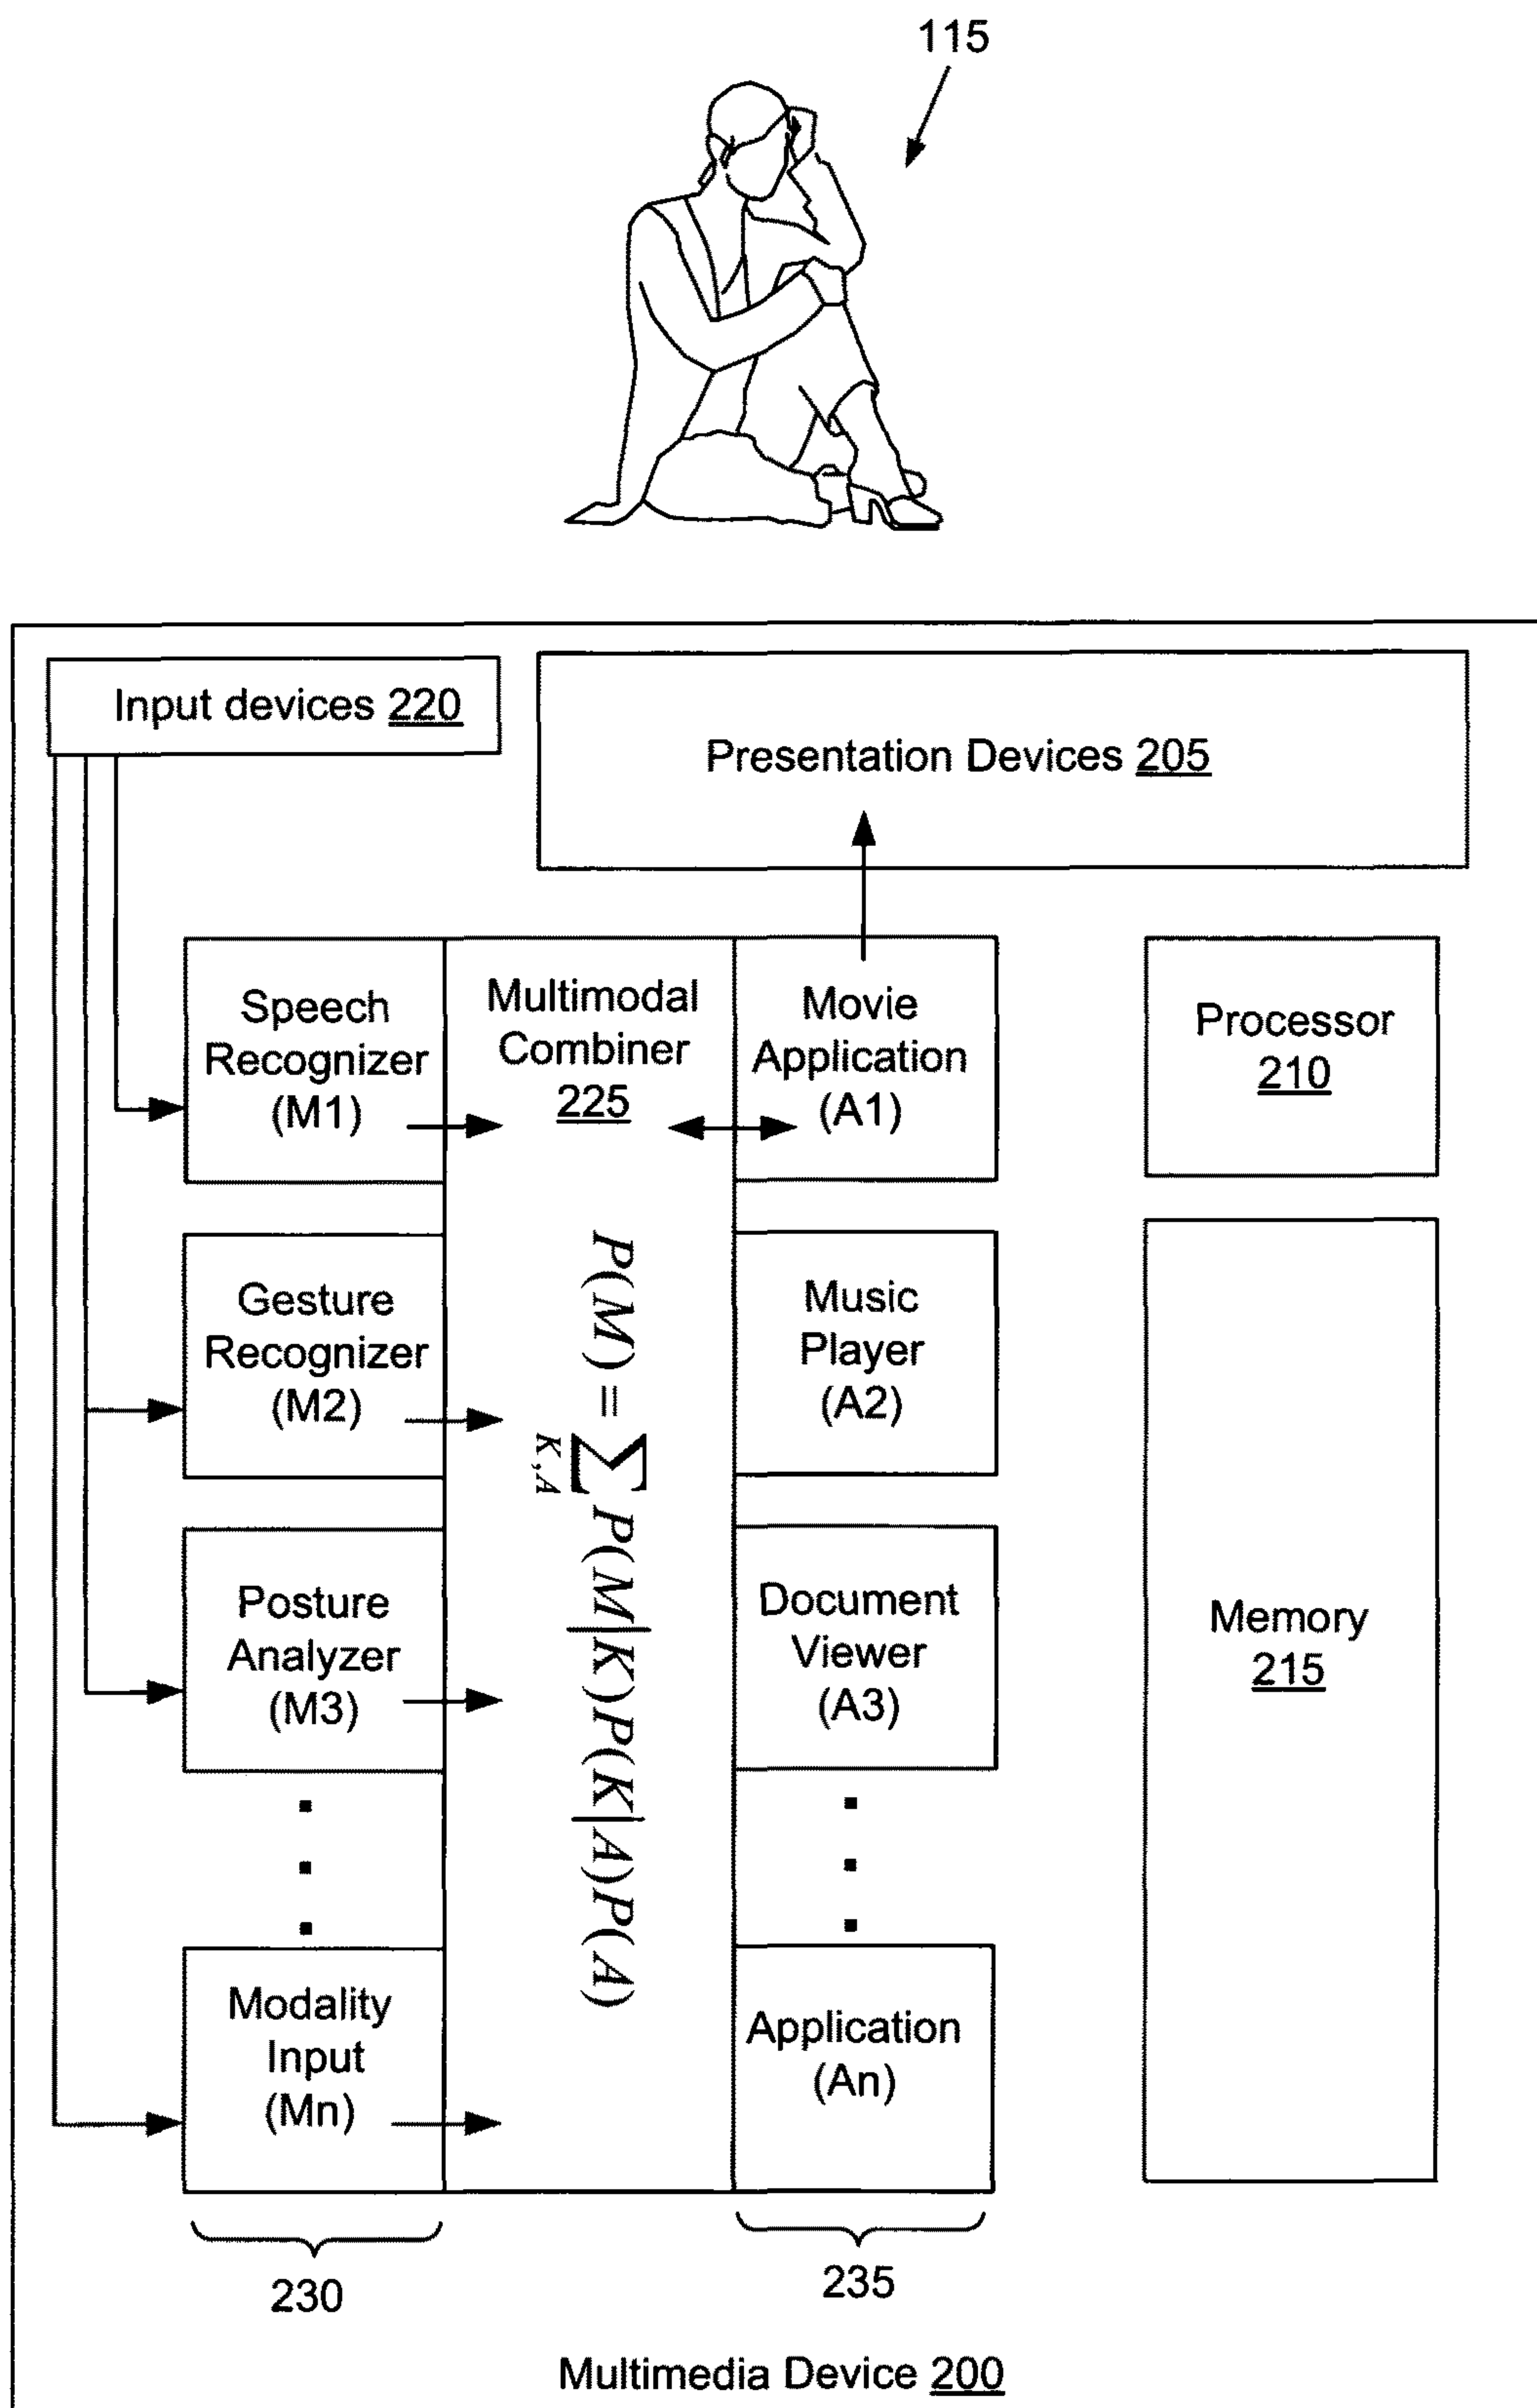 115
Input devices 220
Presentation Devices 205
Speech
Recognizer
(M1)
Multimodal
Combiner
225
Movie
Application
(A1)
Processor
210
Gesture
Recognizer
(M2)
P(M) = ∑ P(M|K)P(K|A)P(A)
K,A
Music
Player
(A2)
Memory
215
Posture
Analyzer
(M3)
Document
Viewer
(A3)
Modality
Input
(Mn)
Application
(An)
230
235
Multimedia Device 200